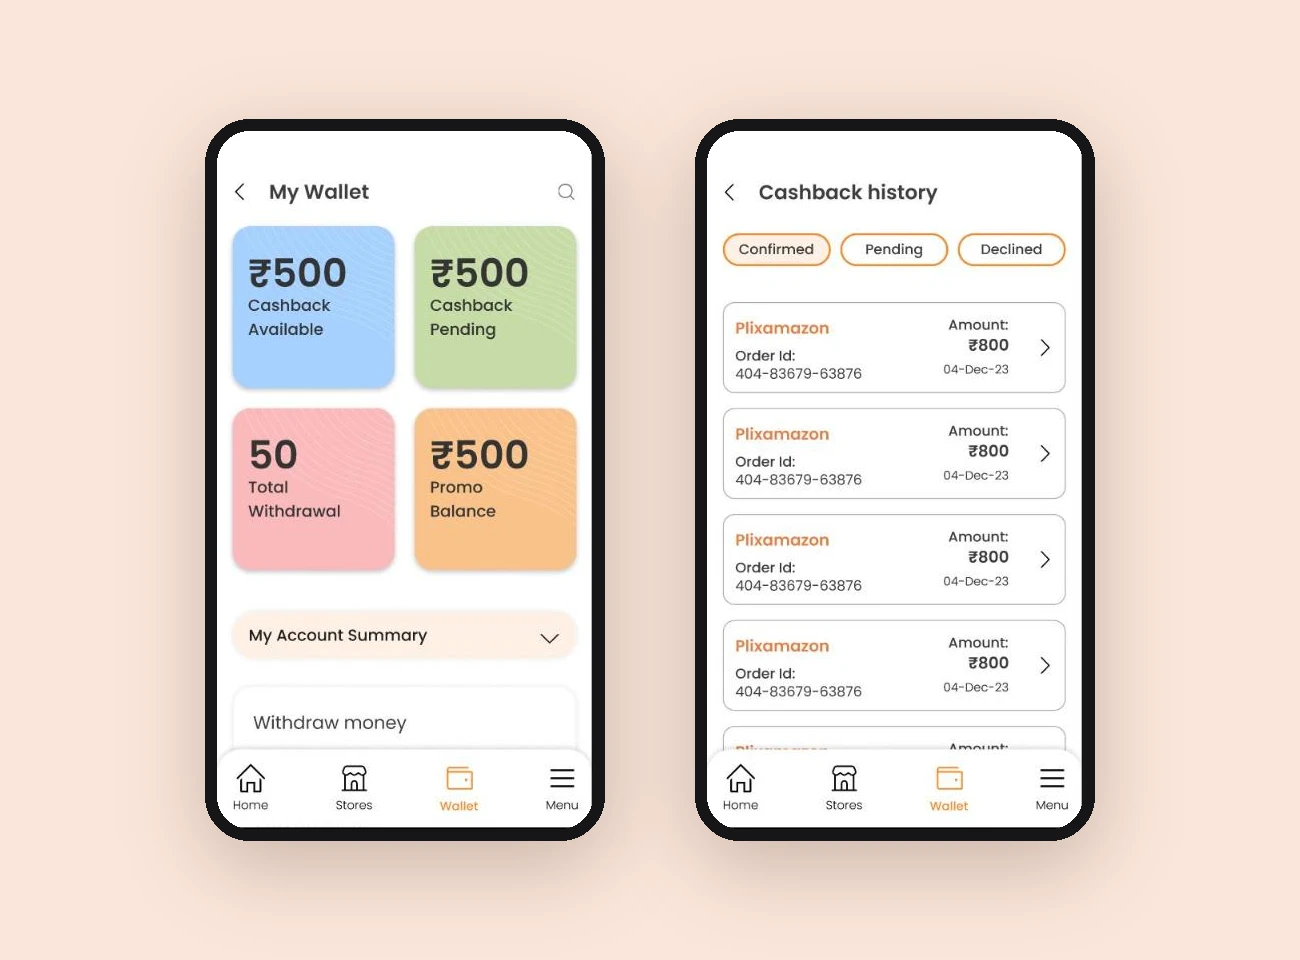 My Wallet
₹500
Cashback
Available
₹500
Cashback
Pending
50
Total
Withdrawal
₹500
Promo
Balance
My Account Summary
Withdraw money
Home
Stores
Wallet
Menu
Cashback history
Confirmed
Pending
Declined
Plixamazon
Amount:
₹800
Order Id:
404-83679-63876
04-Dec-23
Plixamazon
Amount:
₹800
Order Id:
404-83679-63876
04-Dec-23
Plixamazon
Amount:
₹800
Order Id:
404-83679-63876
04-Dec-23
Plixamazon
Amount:
₹800
Order Id:
404-83679-63876
04-Dec-23
Plixamazon
Amount:
Home
Stores
Wallet
Menu